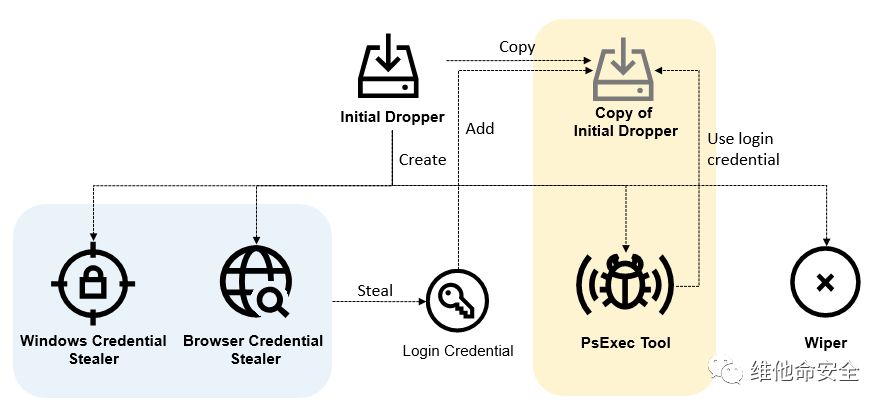 Copy
Initial Dropper
Copy of
Initial Dropper
Add
Use login
credential
Create
Steal
Windows Credential
Stealer
Browser Credential
Stealer
Login Credential
PsExec Tool
Wiper
维他命安全